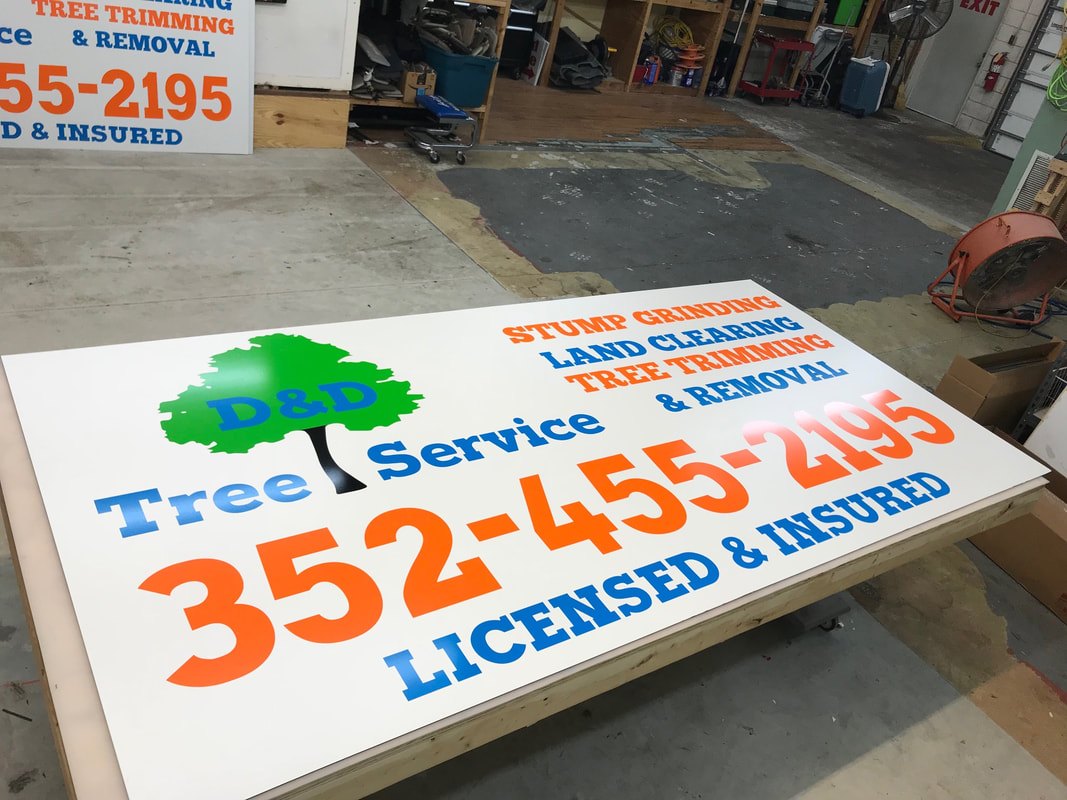 EXIT
TREE TRIMMING
& REMOVAL
55-2195
& INSURED
D&D
Tree Service
STUMP GRINDING
LAND CLEARING
TREE TRIMMING
& REMOVAL
352-455-2195
LICENSED & INSURED